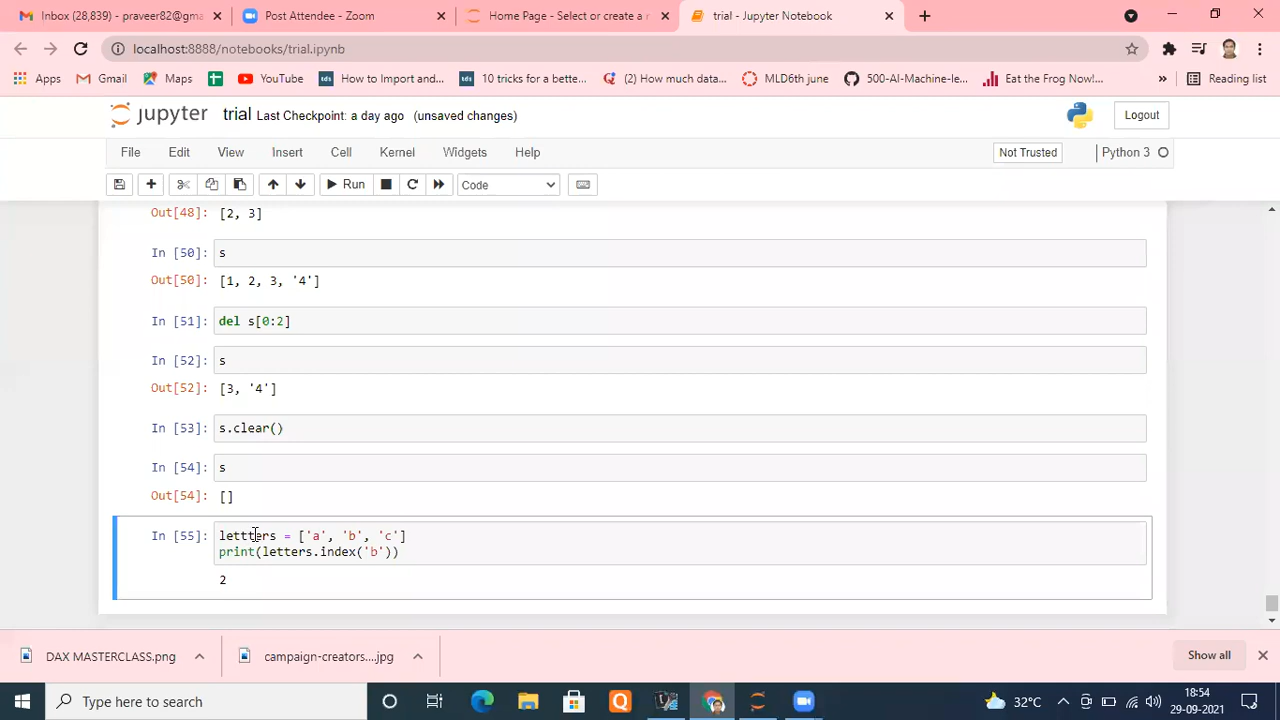 Inbox (28,839) - praveer82@gma
Post Attendee - Zoom
Home Page - Select or create a n
trial - Jupyter Notebook
localhost:8888/notebooks/trial.ipynb
Apps
Gmail
Maps
YouTube
How to Import and...
10 tricks for a bette...
(2) How much data...
MLD6th june
500-AI-Machine-le...
Eat the Frog Now!...
»
Reading list
jupyter
trial Last Checkpoint: a day ago (unsaved changes)
Logout
File
Edit
View
Insert
Cell
Kernel
Widgets
Help
Not Trusted
Python 3
Run
Code
Out[48]: [2, 3]
In [50]: s
Out[50]: [1, 2, 3, '4']
In [51]: del s[0:2]
In [52]: s
Out[52]: [3, '4']
In [53]: s.clear()
In [54]: s
Out[54]: []
In [55]: lettters = ['a', 'b', 'c']
print(letters.index('b'))
2
DAX MASTERCLASS.png
campaign-creators....jpg
Show all
Type here to search
32°C
18:54
29-09-2021